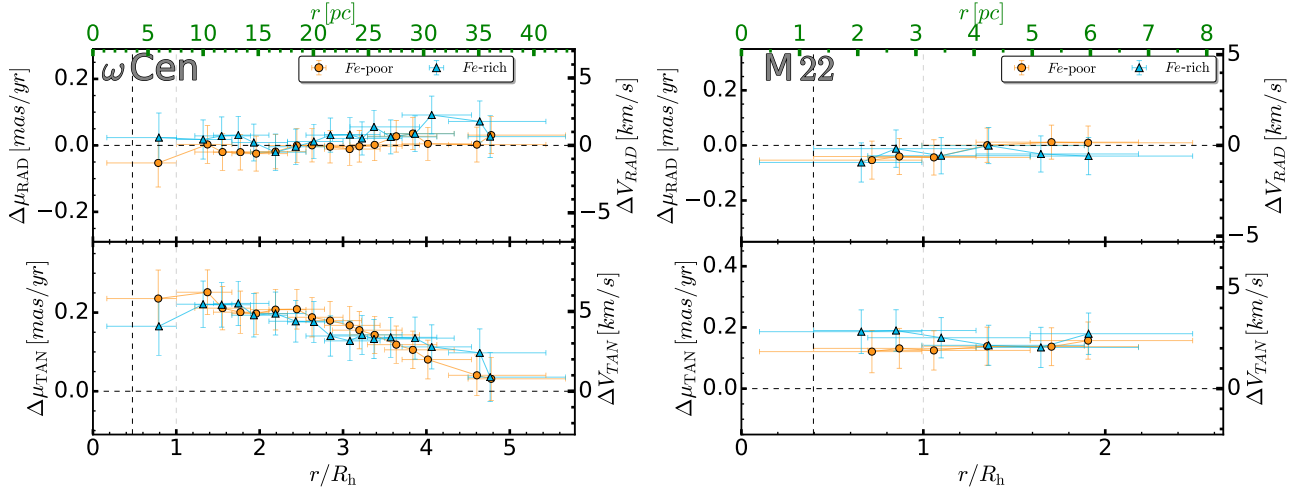 r [pc] r [pc]
0 5 10 15 20 25 30 35 40 0 1 2 3 4 5 6 7 8
ω Cen Fe-poor Fe-rich M 22 Fe-poor Fe-rich
0.2 5 0.2 5
0.0 0 0.0 0
−0.2 −5 −0.2 −5
Δμ_RAD [mas/yr] ΔV_RAD [km/s] Δμ_RAD [mas/yr] ΔV_RAD [km/s]
0.4
0.2 5 0.2 5
0.0 0 0.0 0
Δμ_TAN [mas/yr] ΔV_TAN [km/s] Δμ_TAN [mas/yr] ΔV_TAN [km/s]
0 1 2 3 4 5 0 1 2
r/R_h r/R_h